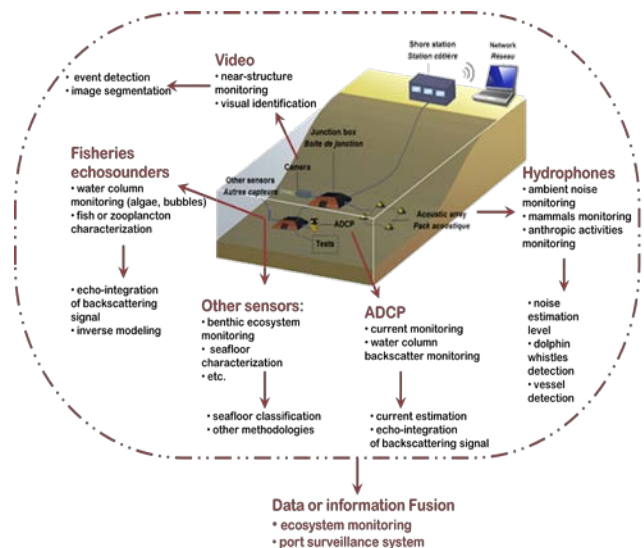 Video
• near-structure
monitoring
• visual identification
• event detection
• image segmentation
Shore station
Station côtière
Network
Réseau
Junction box
Boîte de jonction
Camera
Other sensors
Autres capteurs
ADCP
Tests
Acoustic array
Pack acoustique
Fisheries
echosounders
• water column
monitoring (algae, bubbles)
• fish or zooplancton
characterization
• echo-integration
of backscattering
signal
• inverse modeling
Other sensors:
• benthic ecosystem
monitoring
• seafloor
characterization
• etc.
• seafloor classification
• other methodologies
ADCP
• current monitoring
• water column
backscatter monitoring
• current estimation
• echo-integration
of backscattering signal
Hydrophones
• ambient noise
monitoring
• mammals monitoring
• anthropic activities
monitoring
• noise
estimation
level
• dolphin
whistles
detection
• vessel
detection
Data or information Fusion
• ecosystem monitoring
• port surveillance system